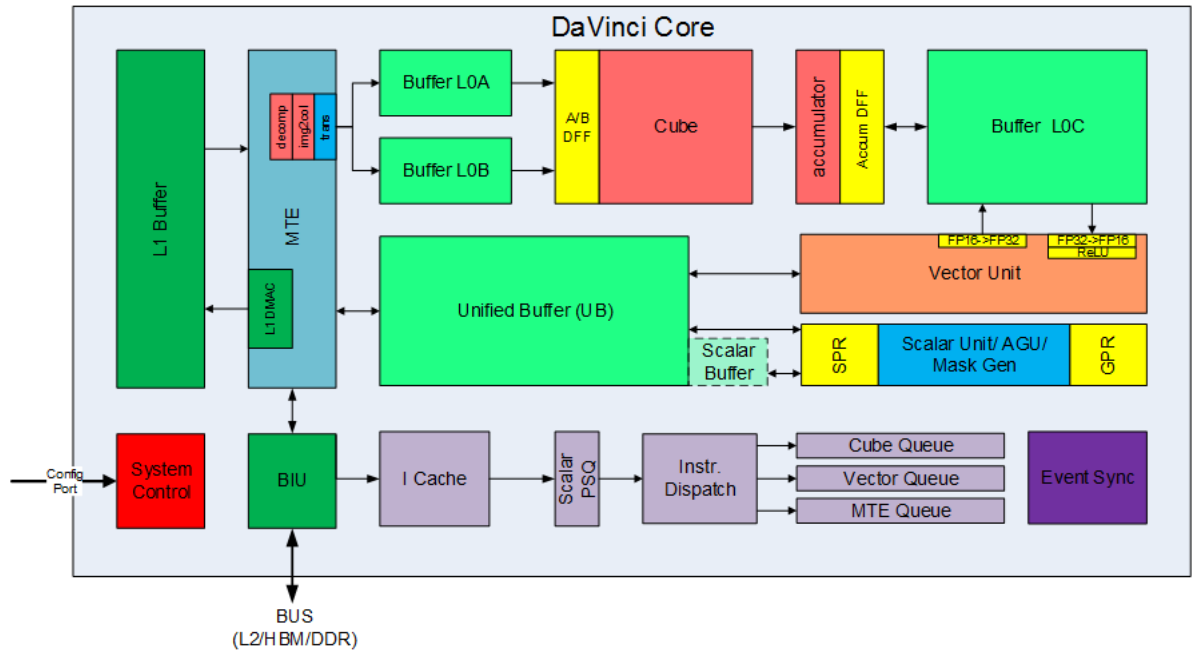 DaVinci Core
L1 Buffer
MTE
decomp
img2col
trans
L1DMAC
Buffer L0A
Buffer L0B
A/B
DFF
Cube
accumulator
Accum DFF
Buffer L0C
FP16->FP32
FP32->FP16
ReLU
Vector Unit
Unified Buffer (UB)
Scalar
Buffer
SPR
Scalar Unit/ AGU/
Mask Gen
GPR
Config
Port
System
Control
BIU
I Cache
Scalar
PSQ
Instr.
Dispatch
Cube Queue
Vector Queue
MTE Queue
Event Sync
BUS
(L2/HBM/DDR)